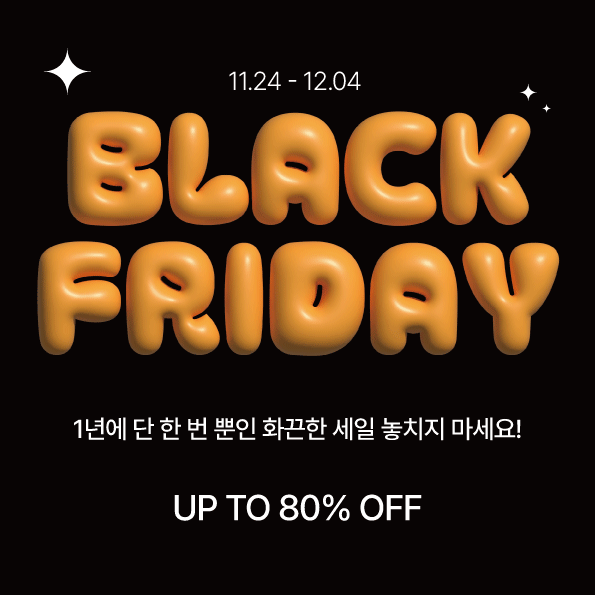 11.24 - 12.04
BLACK
FRIDAY
1년에 단 한 번 뿐인 화끈한 세일 놓치지 마세요!
UP TO 80% OFF